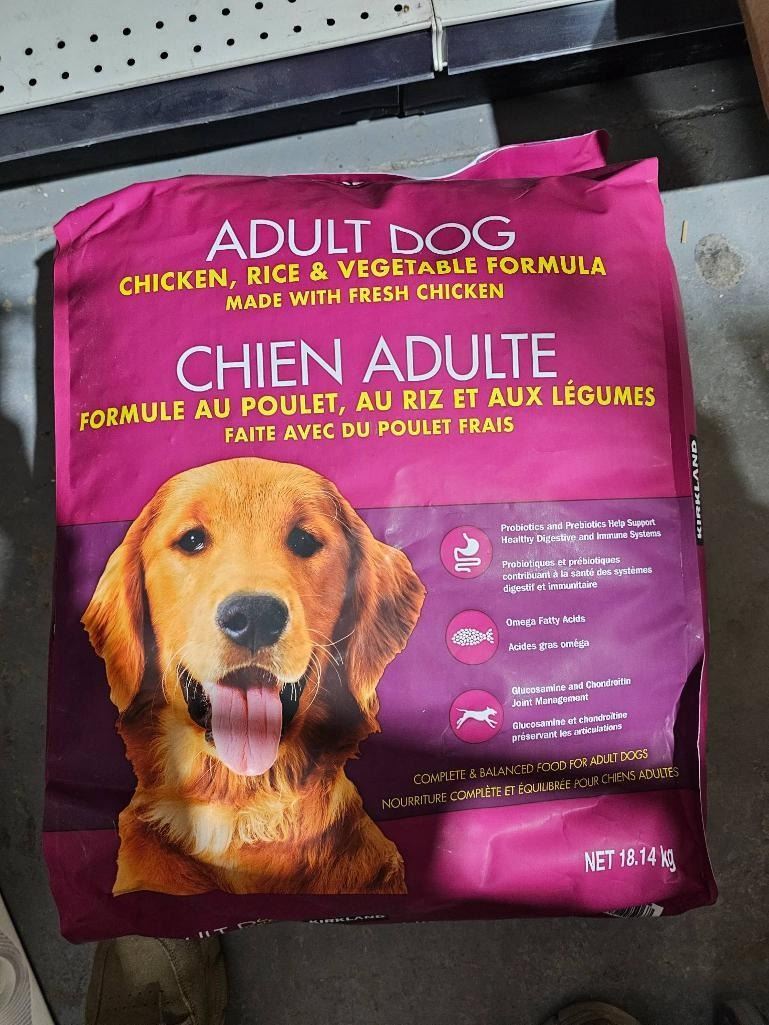 ADULT DOG
CHICKEN, RICE & VEGETABLE FORMULA
MADE WITH FRESH CHICKEN
CHIEN ADULTE
FORMULE AU POULET, AU RIZ ET AUX LÉGUMES
FAITE AVEC DU POULET FRAIS
KIRKLAND
Probiotics and Prebiotics Help Support
Healthy Digestive and Immune Systems
Probiotiques et prébiotiques
contribuant à la santé des systèmes
digestif et immunitaire
Omega Fatty Acids
Acides gras oméga
Glucosamine and Chondroitin
Joint Management
Glucosamine et chondroïtine
préservant les articulations
COMPLETE & BALANCED FOOD FOR ADULT DOGS
NOURRITURE COMPLÈTE ET ÉQUILIBRÉE POUR CHIENS ADULTES
NET 18.14 kg
KIRKLAND